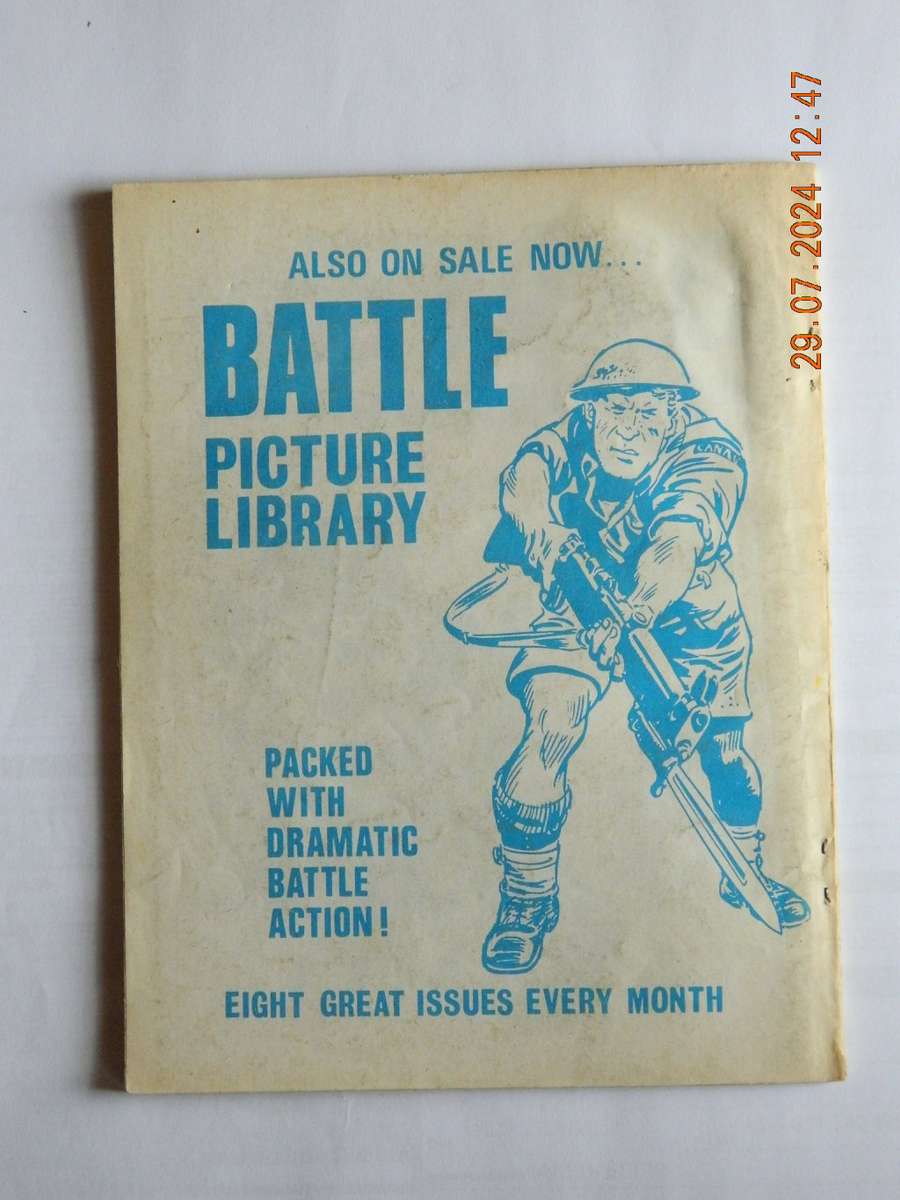 ALSO ON SALE NOW...
BATTLE
PICTURE
LIBRARY
PACKED
WITH
DRAMATIC
BATTLE
ACTION!
EIGHT GREAT ISSUES EVERY MONTH
29.07.2024 12:47